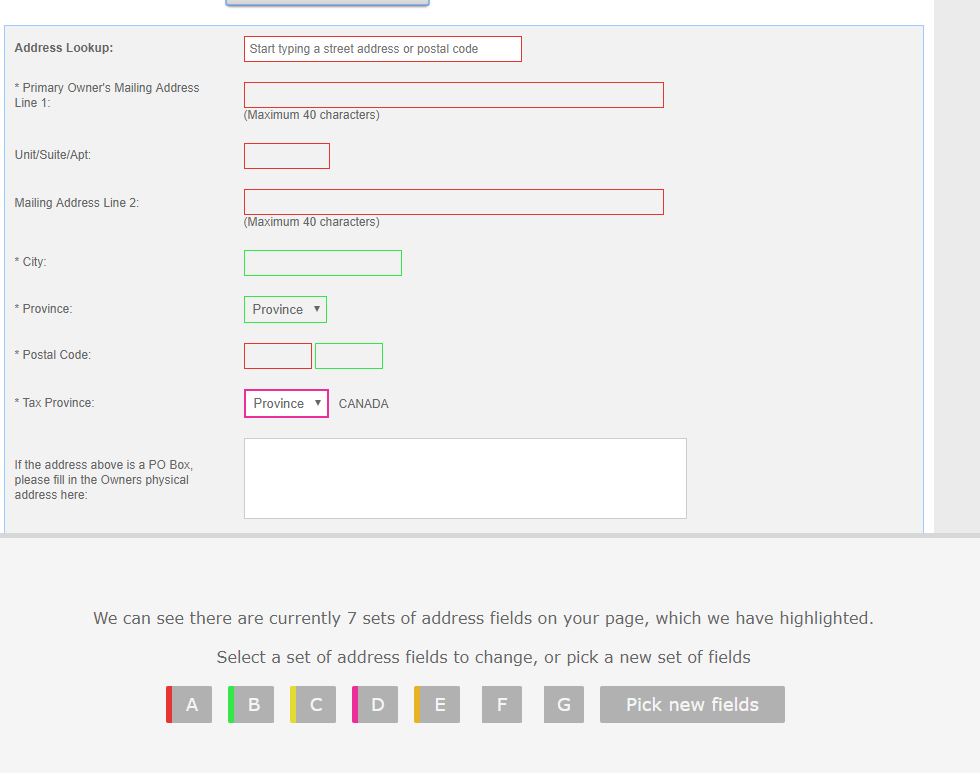 Address Lookup:
Start typing a street address or postal code
* Primary Owner's Mailing Address
Line 1:
(Maximum 40 characters)
Unit/Suite/Apt:
Mailing Address Line 2:
(Maximum 40 characters)
* City:
* Province:
Province
* Postal Code:
* Tax Province:
Province
CANADA
If the address above is a PO Box,
please fill in the Owners physical
address here:
We can see there are currently 7 sets of address fields on your page, which we have highlighted.
Select a set of address fields to change, or pick a new set of fields
A B C D E F G Pick new fields